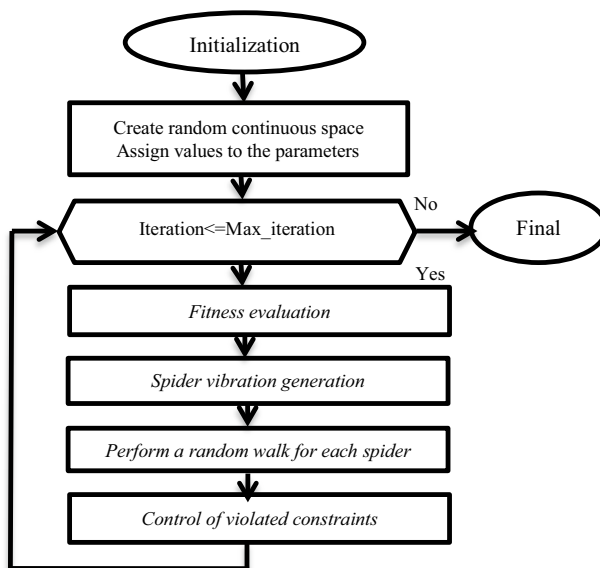 Initialization
Create random continuous space
Assign values to the parameters
Iteration<=Max_iteration
No
Final
Yes
Fitness evaluation
Spider vibration generation
Perform a random walk for each spider
Control of violated constraints